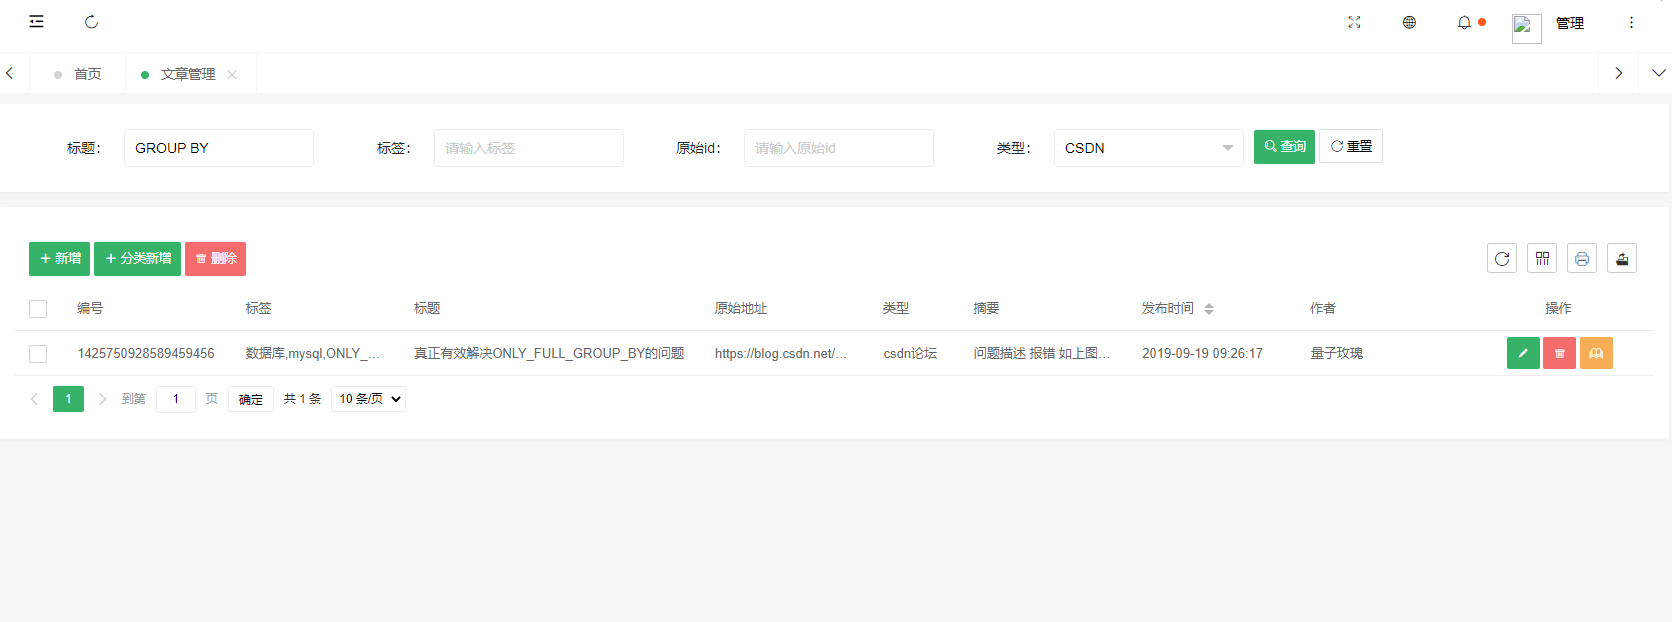 管理
首页 文章管理
标题： GROUP BY 标签： 请输入标签 原始id： 请输入原始id 类型： CSDN 查询 重置
新增 分类新增 删除
编号 标签 标题 原始地址 类型 摘要 发布时间 作者 操作
1425750928589459456 数据库,mysql,ONLY_... 真正有效解决ONLY_FULL_GROUP_BY的问题 https://blog.csdn.net/... csdn论坛 问题描述 报错 如上图... 2019-09-19 09:26:17 量子玫瑰
1 到第 1 页 确定 共 1 条 10 条/页